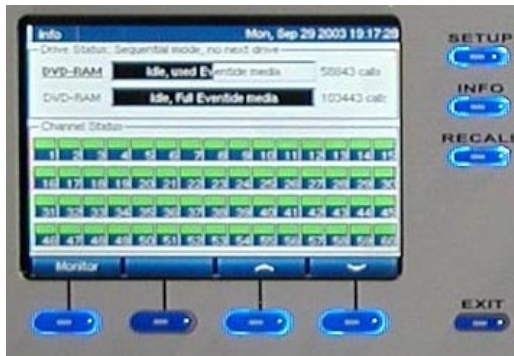 Info Mon, Sep 29 2003 19:17:28
SETUP
Drive Status: Sequential mode, no next drive
DVD-RAM Idle, used Eventide media 58843 calls
INFO
DVD-RAM Idle, Full Eventide media 103443 calls
RECALL
Channel Status
1 2 3 4 5 6 7 8 9 10 11 12 13 14 15
16 17 18 19 20 21 22 23 24 25 26 27 28 29 30
31 32 33 34 35 36 37 38 39 40 41 42 43 44 45
46 47 48 49 50 51 52 53 54 55 56 57 58 59 60
Monitor
EXIT